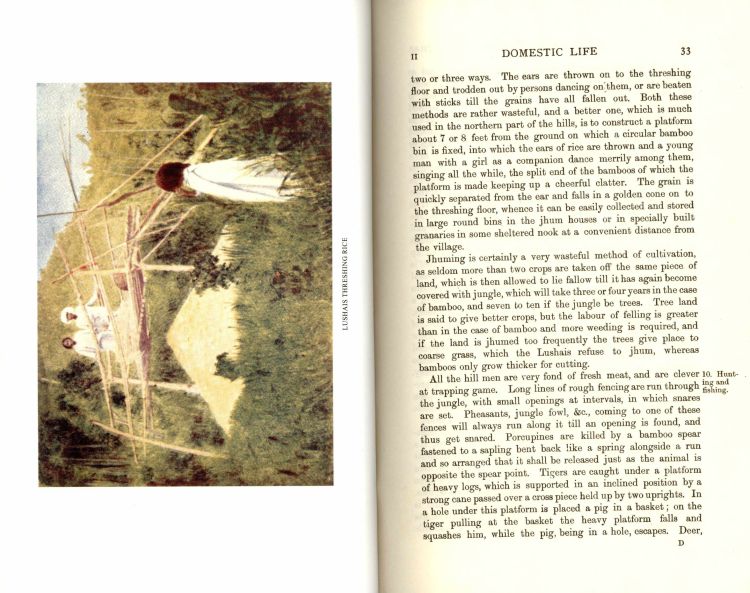 LUSHAIS THRESHING RICE
II DOMESTIC LIFE 33
two or three ways. The ears are thrown on to the threshing
floor and trodden out by persons dancing on them, or are beaten
with sticks till the grains have all fallen out. Both these
methods are rather wasteful, and a better one, which is much
used in the northern part of the hills, is to construct a platform
about 7 or 8 feet from the ground on which a circular bamboo
bin is fixed, into which the ears of rice are thrown and a young
man with a girl as a companion dance merrily among them,
singing all the while, the split end of the bamboos of which the
platform is made keeping up a cheerful clatter. The grain is
quickly separated from the ear and falls in a golden cone on to
the threshing floor, whence it can be easily collected and stored
in large round bins in the jhum houses or in specially built
granaries in some sheltered nook at a convenient distance from
the village.
Jhuming is certainly a very wasteful method of cultivation,
as seldom more than two crops are taken off the same piece of
land, which is then allowed to lie fallow till it has again become
covered with jungle, which will take three or four years in the case
of bamboo, and seven to ten if the jungle be trees. Tree land
is said to give better crops, but the labour of felling is greater
than in the case of bamboo and more weeding is required, and
if the land is jhumed too frequently the trees give place to
coarse grass, which the Lushais refuse to jhum, whereas
bamboos only grow thicker for cutting.
All the hill men are very fond of fresh meat, and are clever
10. Hunt-
ing and
fishing.
at trapping game. Long lines of rough fencing are run through
the jungle, with small openings at intervals, in which snares
are set. Pheasants, jungle fowl, &c., coming to one of these
fences will always run along it till an opening is found, and
thus get snared. Porcupines are killed by a bamboo spear
fastened to a sapling bent back like a spring alongside a run
and so arranged that it shall be released just as the animal is
opposite the spear point. Tigers are caught under a platform
of heavy logs, which is supported in an inclined position by a
strong cane passed over a cross piece held up by two uprights. In
a hole under this platform is placed a pig in a basket; on the
tiger pulling at the basket the heavy platform falls and
squashes him, while the pig, being in a hole, escapes. Deer,
D